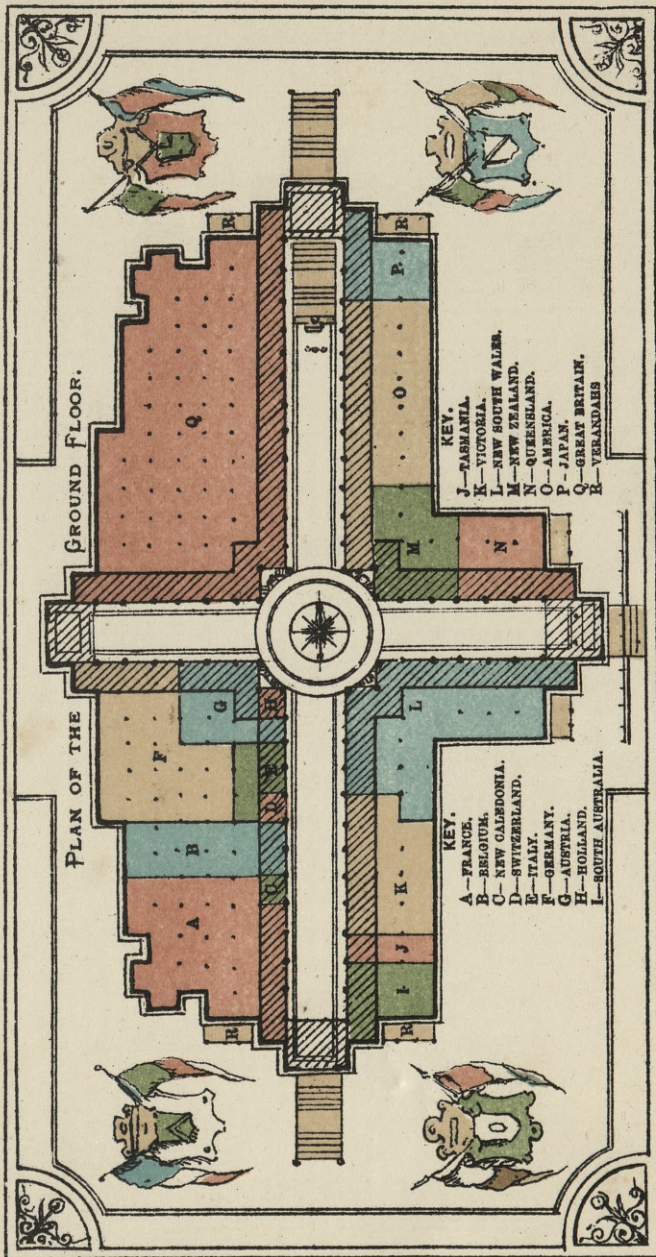 PLAN OF THE GROUND FLOOR.
R
R
A
B
F
G
Q
C
D
E
H
I
J
K
L
M
N
O
P.
R
R
KEY.
A—FRANCE.
B—BELGIUM.
C—NEW CALEDONIA.
D—SWITZERLAND.
E—ITALY.
F—GERMANY.
G—AUSTRIA.
H—HOLLAND.
I—SOUTH AUSTRALIA.
KEY.
J—TASMANIA.
K—VICTORIA.
L—NEW SOUTH WALES.
M—NEW ZEALAND.
N—QUEENSLAND.
O—AMERICA.
P-JAPAN.
Q—GREAT BRITAIN.
R—VERANDAHS